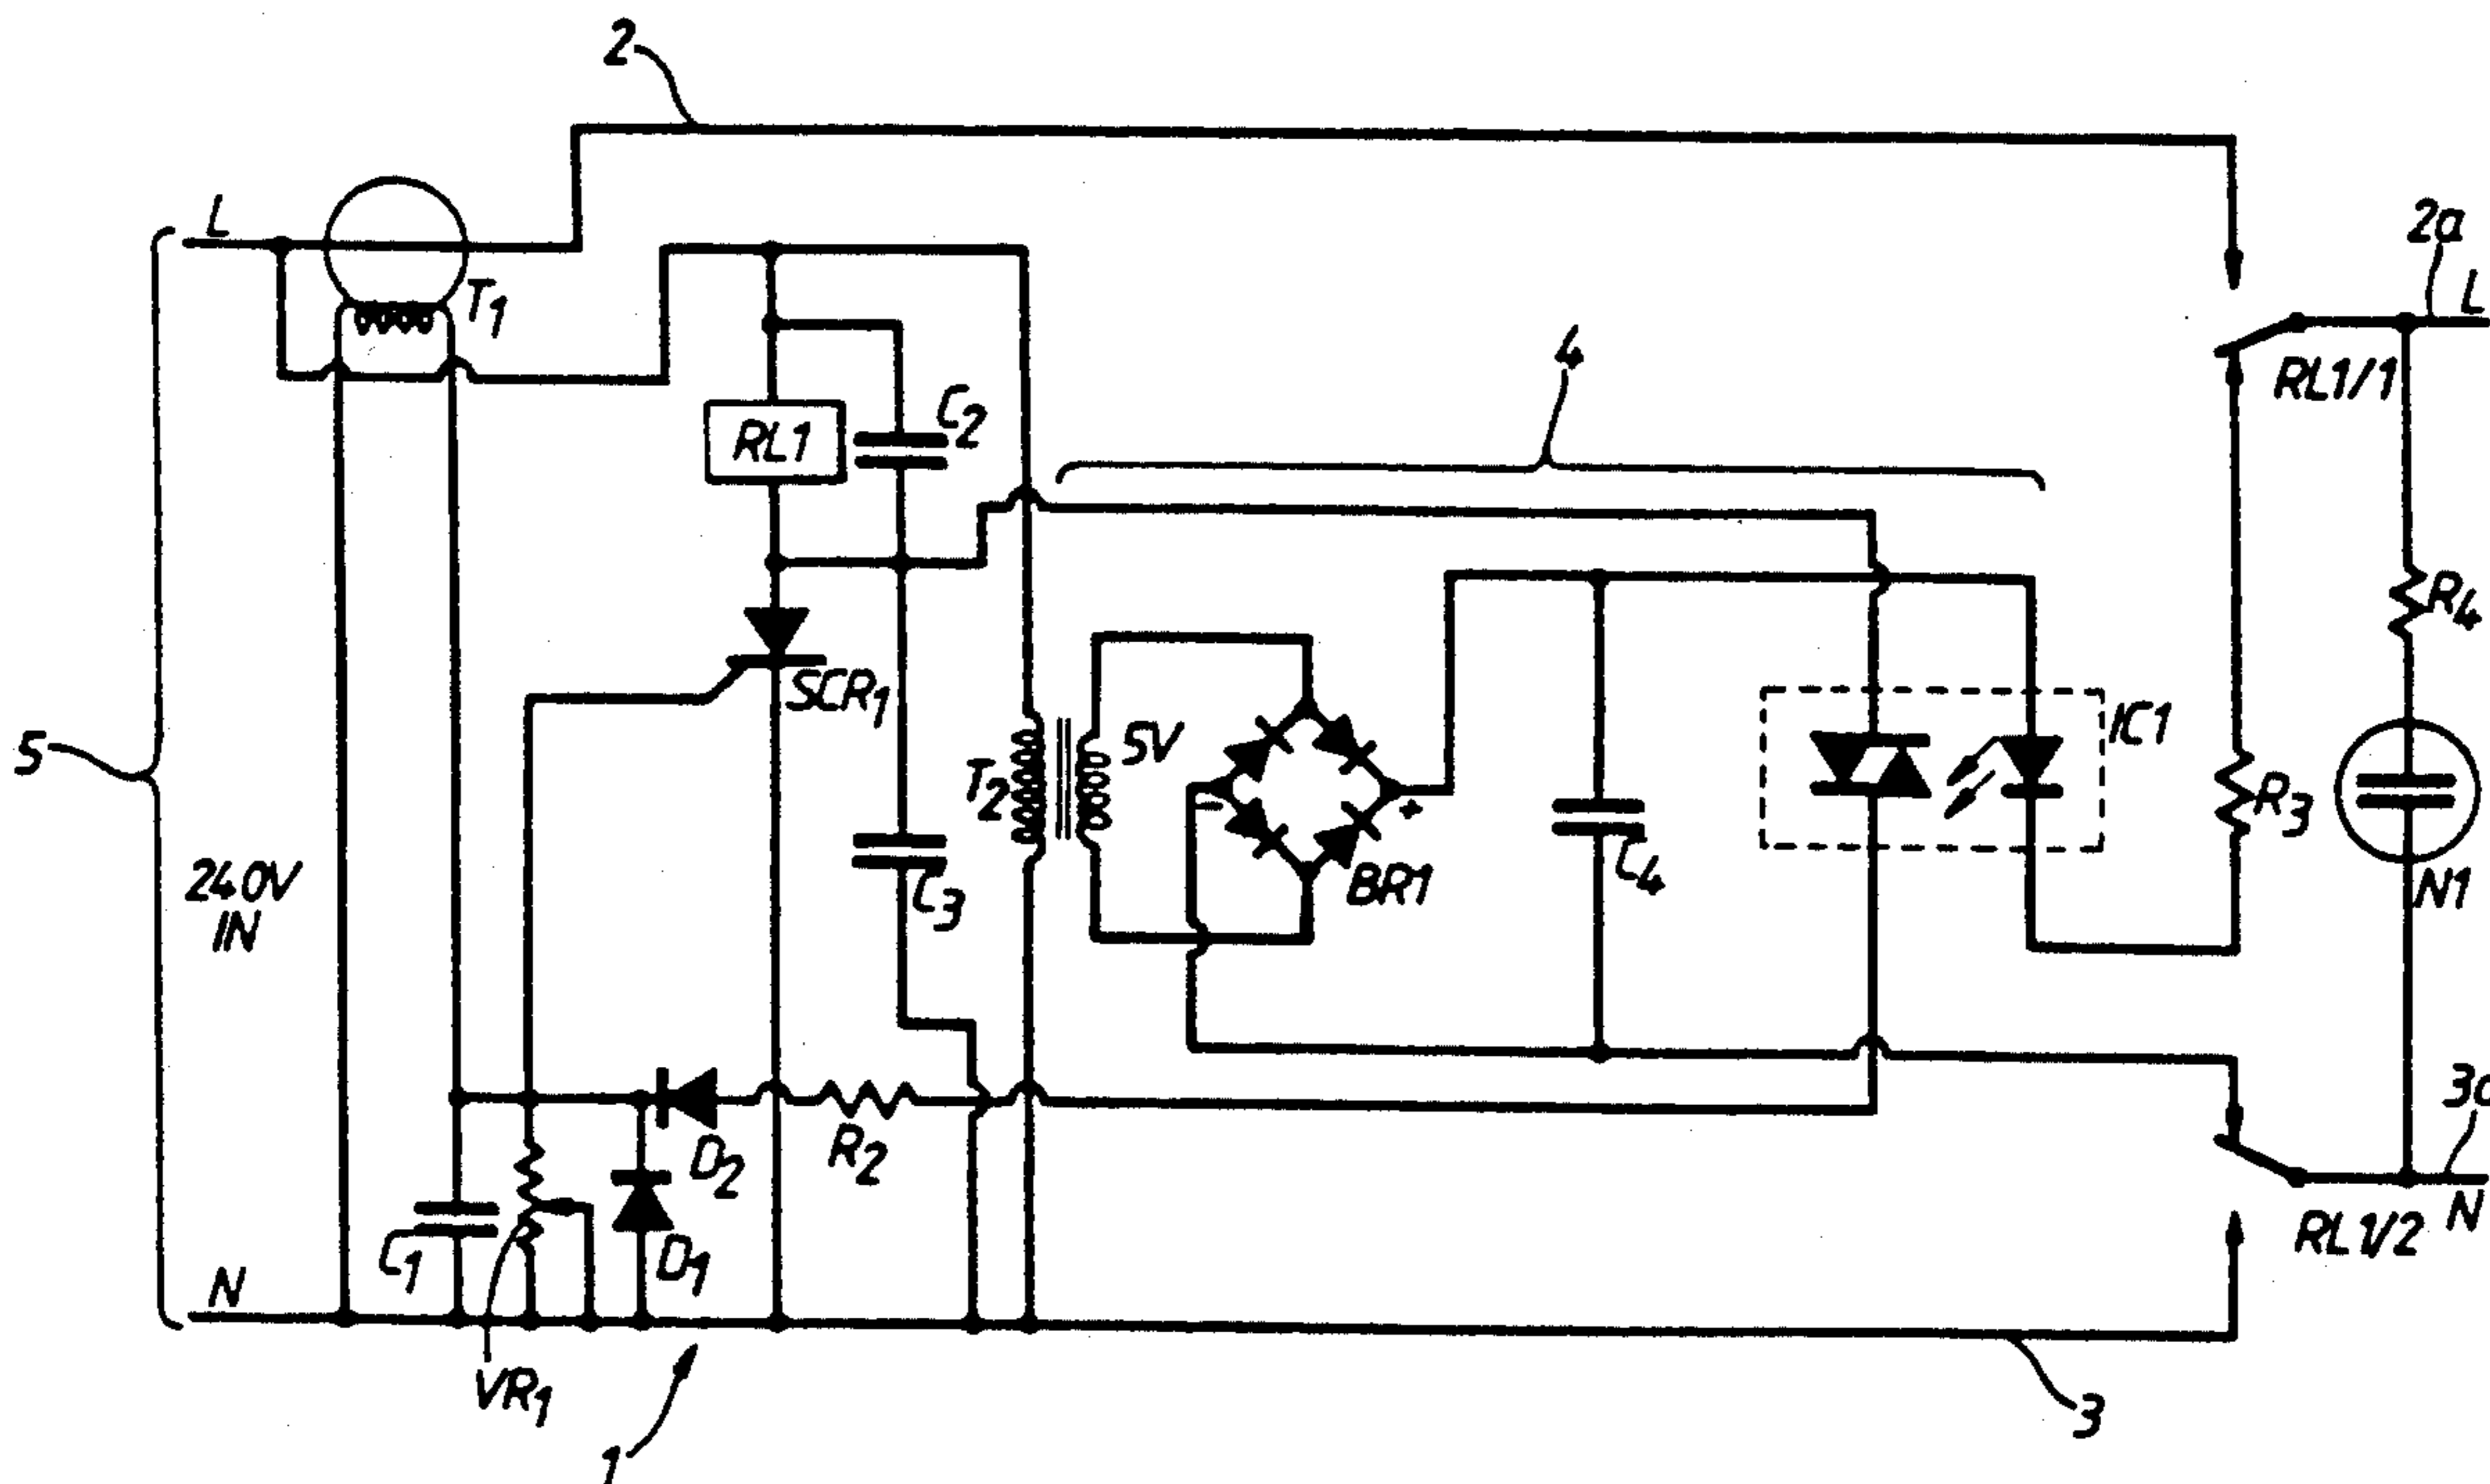 2
L
T1
2a
L
4
RL1/1
C2
RL1
R4
SCR1
IC1
5V
5
T2
R3
+
−
BR1
C4
N1
240V
IN
C3
3a
D2
R2
N
C1
D1
RL1/2
N
VR1
3
1